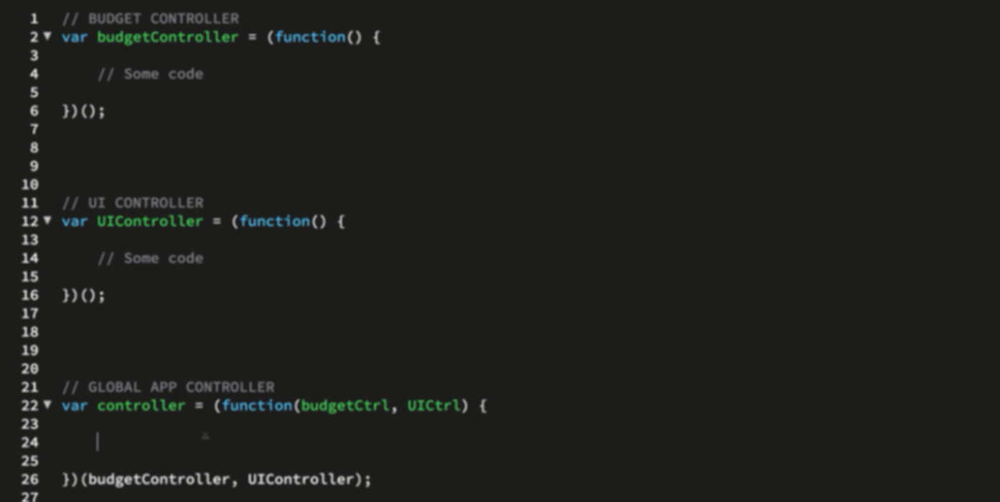 1 // BUDGET CONTROLLER
2 ▼ var budgetController = (function() {
3
4 // Some code
5
6 })();
7
8
9
10
11 // UI CONTROLLER
12 ▼ var UIController = (function() {
13
14 // Some code
15
16 })();
17
18
19
20
21 // GLOBAL APP CONTROLLER
22 ▼ var controller = (function(budgetCtrl, UICtrl) {
23
24
25
26 })(budgetController, UIController);
27